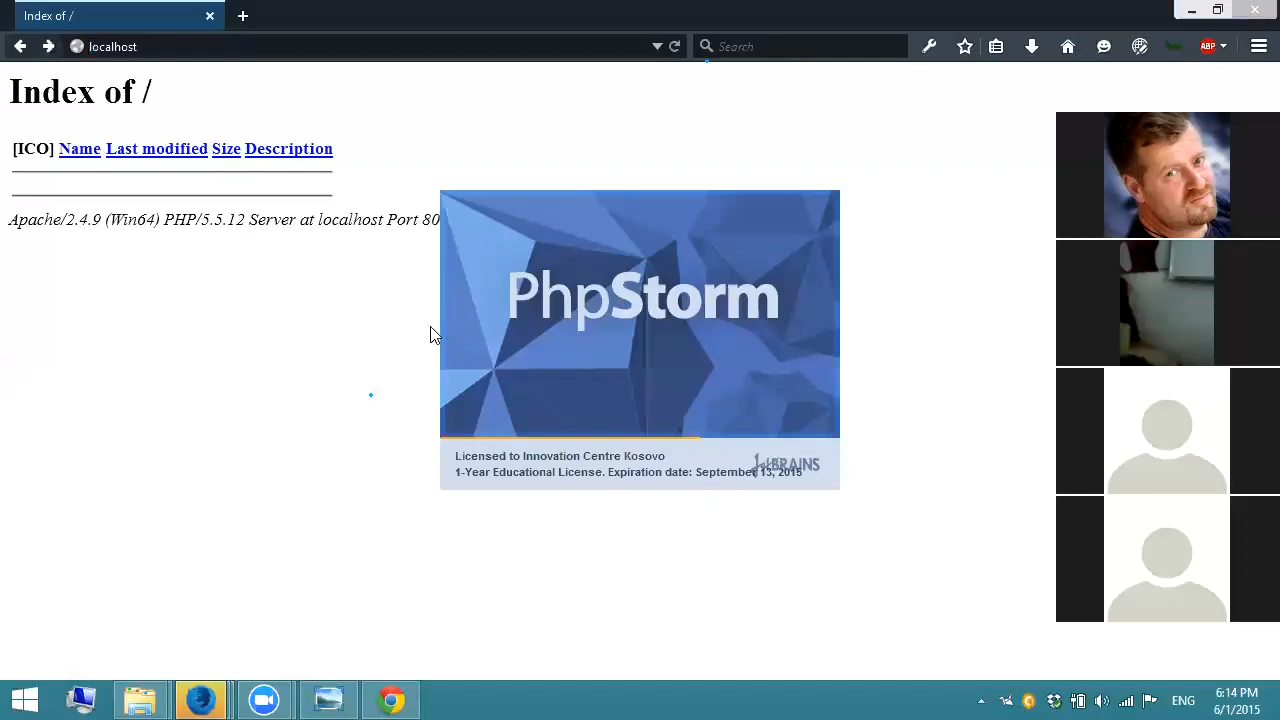 Index of /
localhost
Search
ABP
Index of /
[ICO] Name Last modified Size Description
Apache/2.4.9 (Win64) PHP/5.5.12 Server at localhost Port 80
PhpStorm
Licensed to Innovation Centre Kosovo
1-Year Educational License. Expiration date: September 13, 2015
JetBRAINS
ENG
6:14 PM
6/1/2015